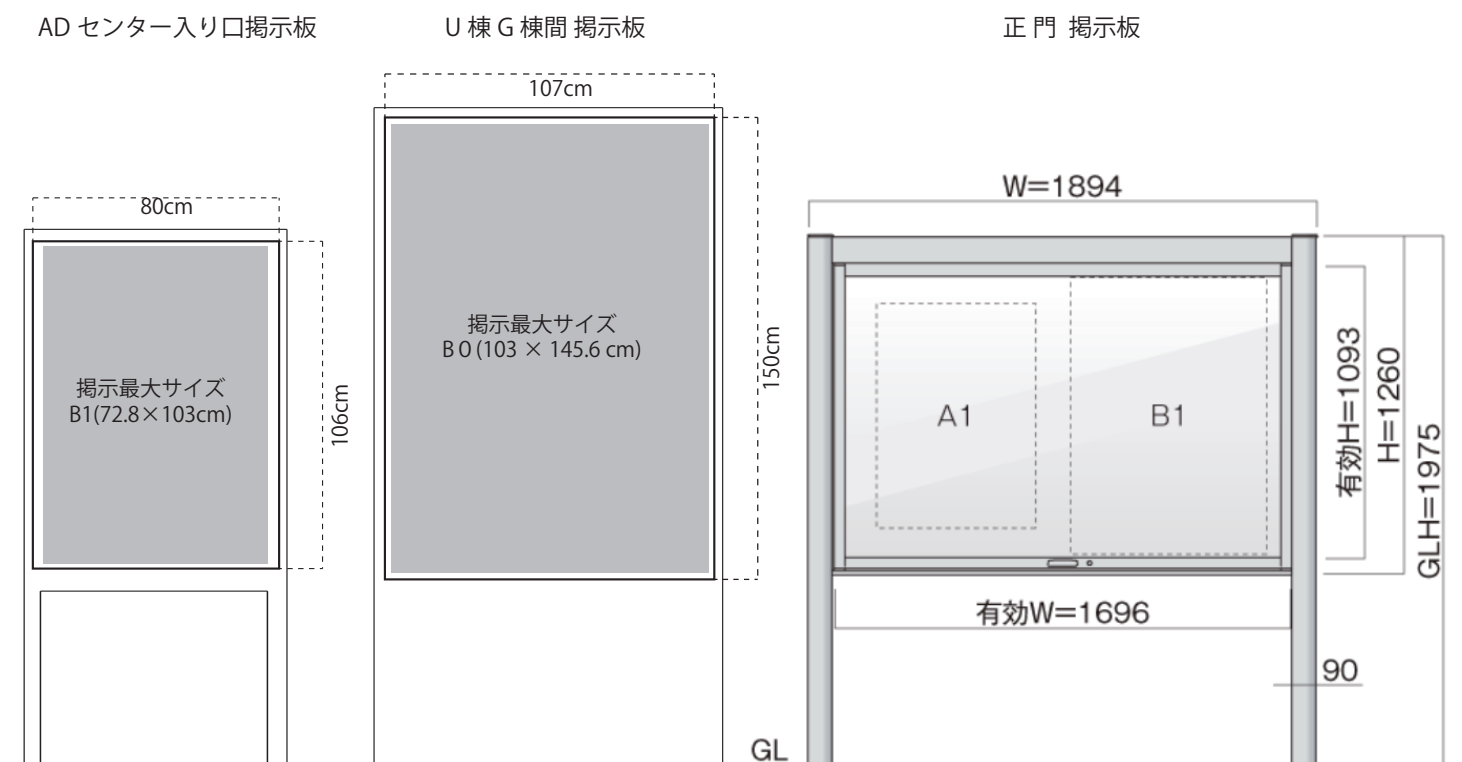 AD センター入り口掲示板
U 棟 G 棟間 掲示板
正 門 掲示板
80cm
掲示最大サイズ
B1(72.8×103cm)
106cm
107cm
掲示最大サイズ
B 0 (103 × 145.6 cm)
150cm
W=1894
A1
B1
有効H=1093
H=1260
GLH=1975
有効W=1696
90
GL